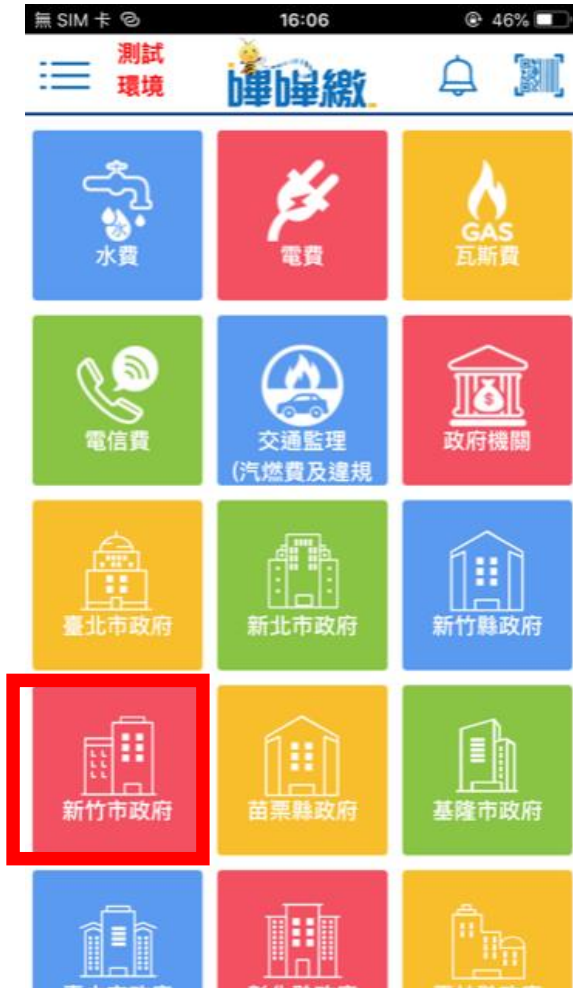 無 SIM 卡
16:06
46%
測試
環境
嗶嗶繳
水費
電費
GAS
瓦斯費
電信費
交通監理
(汽燃費及違規
政府機關
$
臺北市政府
新北市政府
新竹縣政府
新竹市政府
苗栗縣政府
基隆市政府